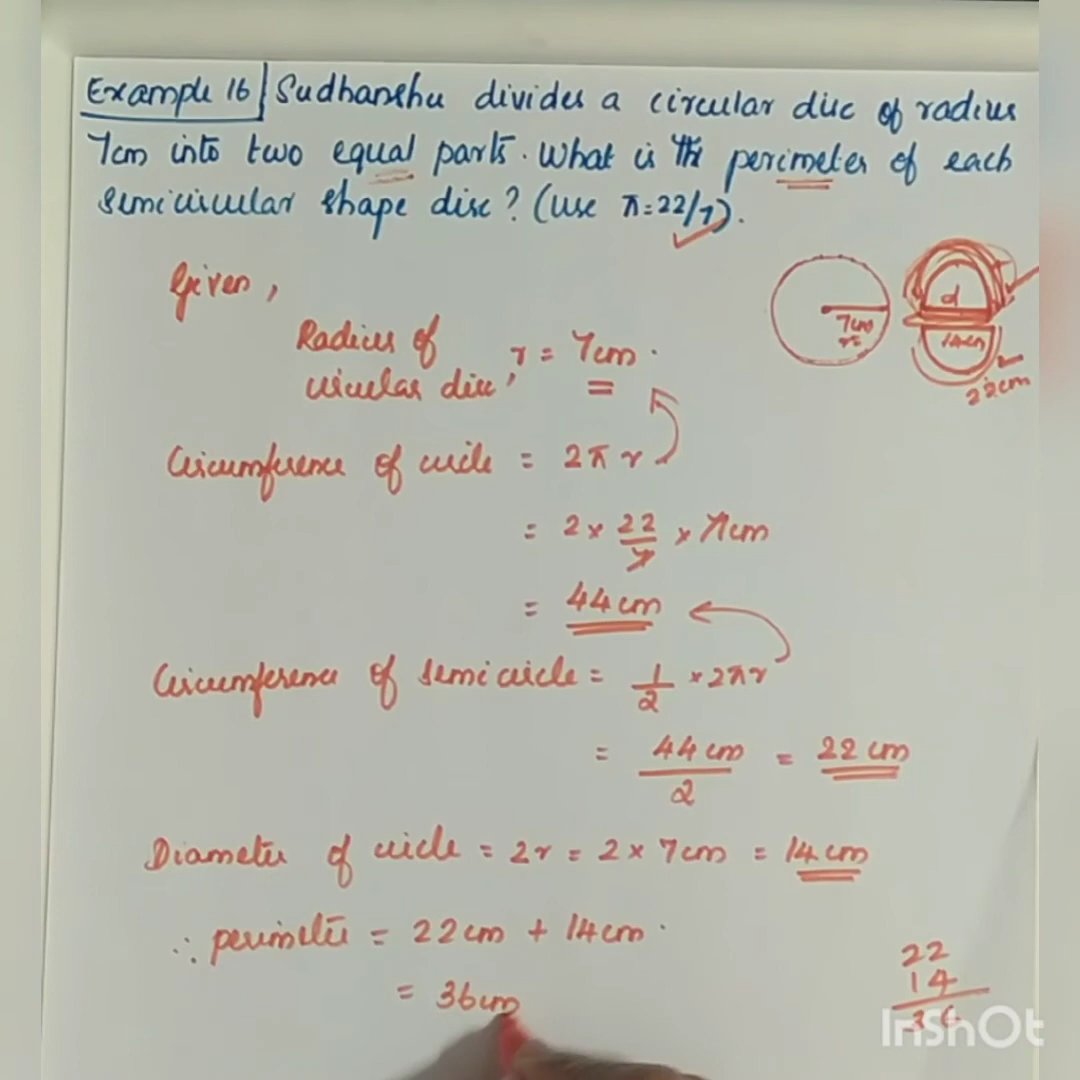 Example 16 Sudhanshu divides a circular disc of radius
7cm into two equal parts. What is the perimeter of each
semicircular shape disc? (use π=22/7).
Given,
Radius of
circular disc, r = 7cm.
7cm
r
d
14cm
22cm
Circumference of circle = 2πr
= 2 × 22/7 × 7cm
= 44cm
Circumference of semicircle = 1/2 × 2πr
= 44cm/2 = 22cm
Diameter of circle = 2r = 2 × 7cm = 14cm
∴ perimeter = 22cm + 14cm.
= 36cm
22
14
36
InShOt